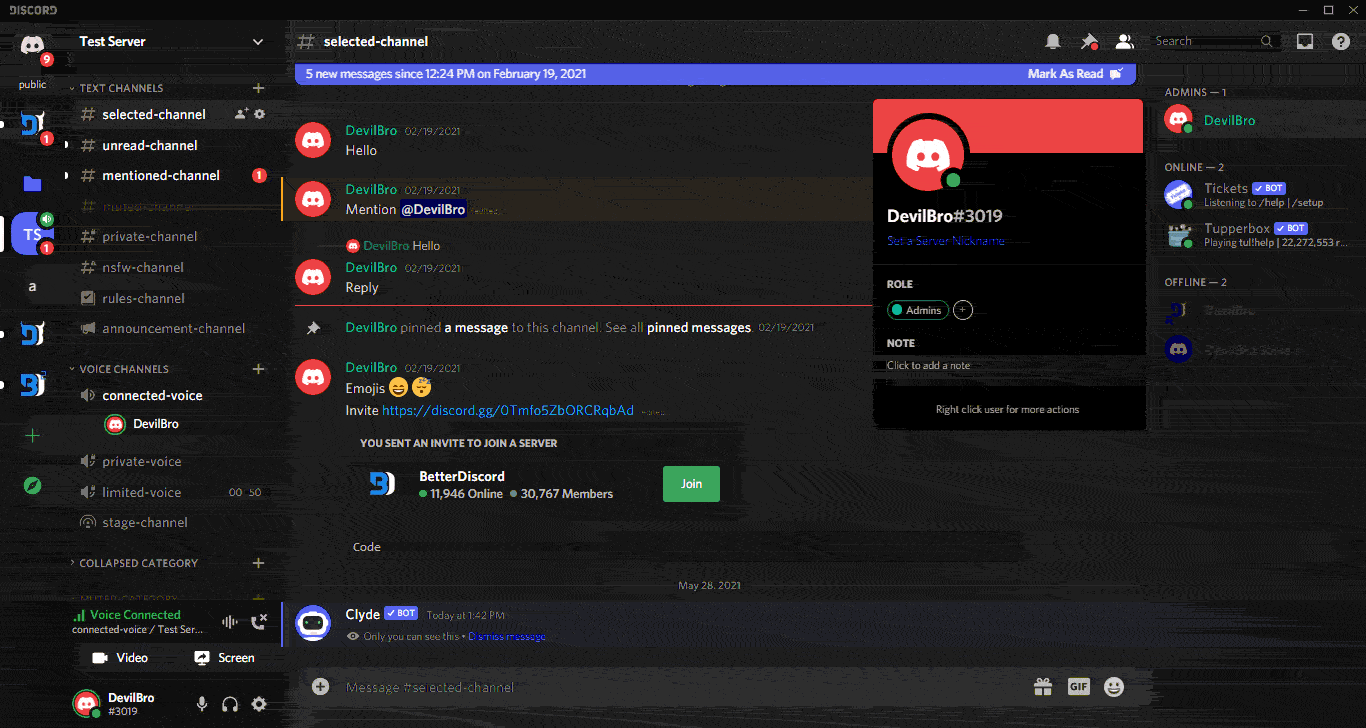 DISCORD
9
public
1
TS
1
a
Test Server
TEXT CHANNELS
selected-channel
unread-channel
mentioned-channel
1
muted-channel
private-channel
nsfw-channel
rules-channel
announcement-channel
VOICE CHANNELS
connected-voice
DevilBro
private-voice
limited-voice 00 50
stage-channel
COLLAPSED CATEGORY
MUTED CATEGORY
Voice Connected
connected-voice / Test Ser...
Video Screen
DevilBro
#3019
selected-channel
Search
5 new messages since 12:24 PM on February 19, 2021 Mark As Read
DevilBro 02/19/2021
Hello
DevilBro 02/19/2021
Mention @DevilBro
DevilBro Hello
DevilBro 02/19/2021
Reply
DevilBro pinned a message to this channel. See all pinned messages. 02/19/2021
DevilBro 02/19/2021
Emojis
Invite https://discord.gg/0Tmfo5ZbORCRqbAd
YOU SENT AN INVITE TO JOIN A SERVER
BetterDiscord
11,946 Online 30,767 Members
Join
Code
May 28, 2021
Clyde BOT Today at 1:42 PM
Only you can see this • Dismiss message
Message #selected-channel
GIF
DevilBro#3019
Set a Server Nickname
ROLE
Admins
NOTE
Click to add a note
Right click user for more actions
ADMINS — 1
DevilBro
ONLINE — 2
Tickets BOT
Listening to /help | /setup
Tupperbox BOT
Playing tul!help | 22,272,553 r...
OFFLINE — 2